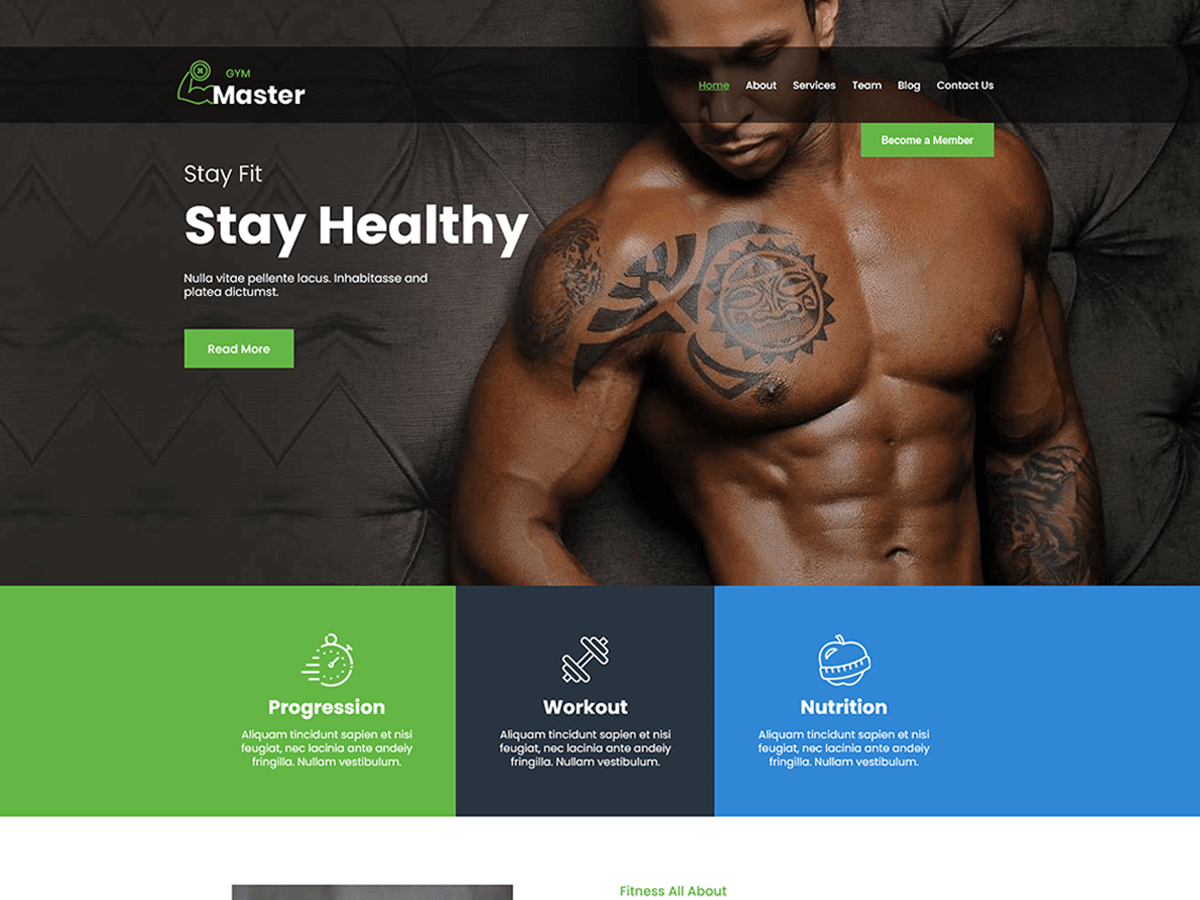 GYM
Master
Home About Services Team Blog Contact Us
Become a Member
Stay Fit
Stay Healthy
Nulla vitae pellente lacus. Inhabitasse and
platea dictumst.
Read More
Progression
Aliquam tincidunt sapien et nisi
feugiat, nec lacinia ante andeiy
fringilla. Nullam vestibulum.
Workout
Aliquam tincidunt sapien et nisi
feugiat, nec lacinia ante andeiy
fringilla. Nullam vestibulum.
Nutrition
Aliquam tincidunt sapien et nisi
feugiat, nec lacinia ante andeiy
fringilla. Nullam vestibulum.
Fitness All About